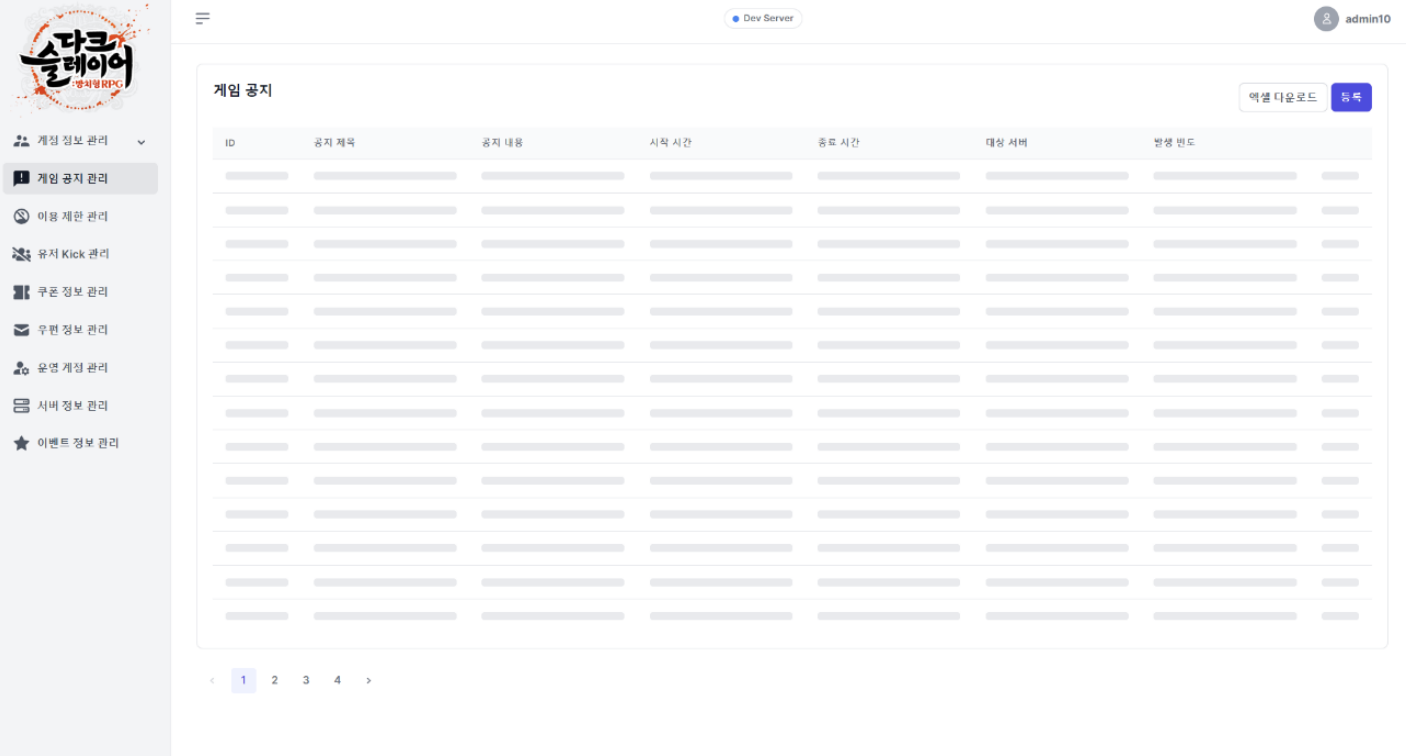 다크
슬레이어
:방치형RPG
Dev Server
admin10
계정 정보 관리
게임 공지 관리
이용 제한 관리
유저 Kick 관리
쿠폰 정보 관리
우편 정보 관리
운영 계정 관리
서버 정보 관리
이벤트 정보 관리
게임 공지
엑셀 다운로드
등록
ID 공지 제목 공지 내용 시작 시간 종료 시간 대상 서버 발생 빈도
< 1 2 3 4 >